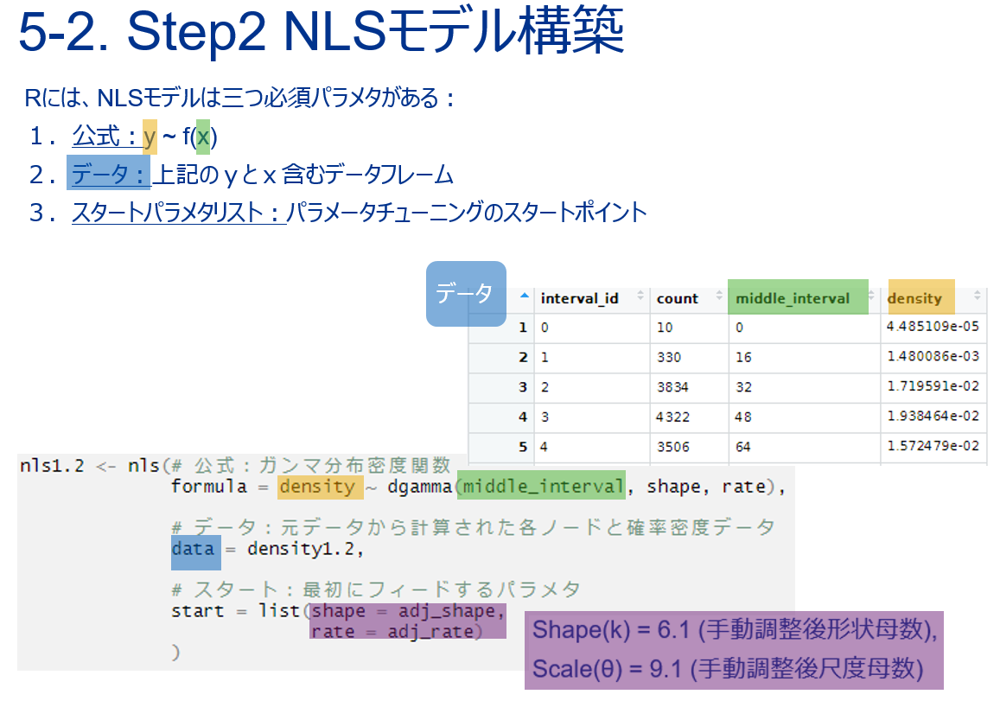 5-2. Step2 NLSモデル構築
Rには、NLSモデルは三つ必須パラメタがある：
１．公式：y ~ f(x)
２．データ：上記のｙとｘ含むデータフレーム
３．スタートパラメタリスト：パラメータチューニングのスタートポイント
データ
interval_id count middle_interval density
1 0 10 0 4.485109e-05
2 1 330 16 1.480086e-03
3 2 3834 32 1.719591e-02
4 3 4322 48 1.938464e-02
5 4 3506 64 1.572479e-02
nls1.2 <- nls(# 公式：ガンマ分布密度関数
formula = density ~ dgamma(middle_interval, shape, rate),
# データ：元データから計算された各ノードと確率密度データ
data = density1.2,
# スタート：最初にフィードするパラメタ
start = list(shape = adj_shape,
rate = adj_rate)
)
Shape(k) = 6.1 (手動調整後形状母数),
Scale(θ) = 9.1 (手動調整後尺度母数)